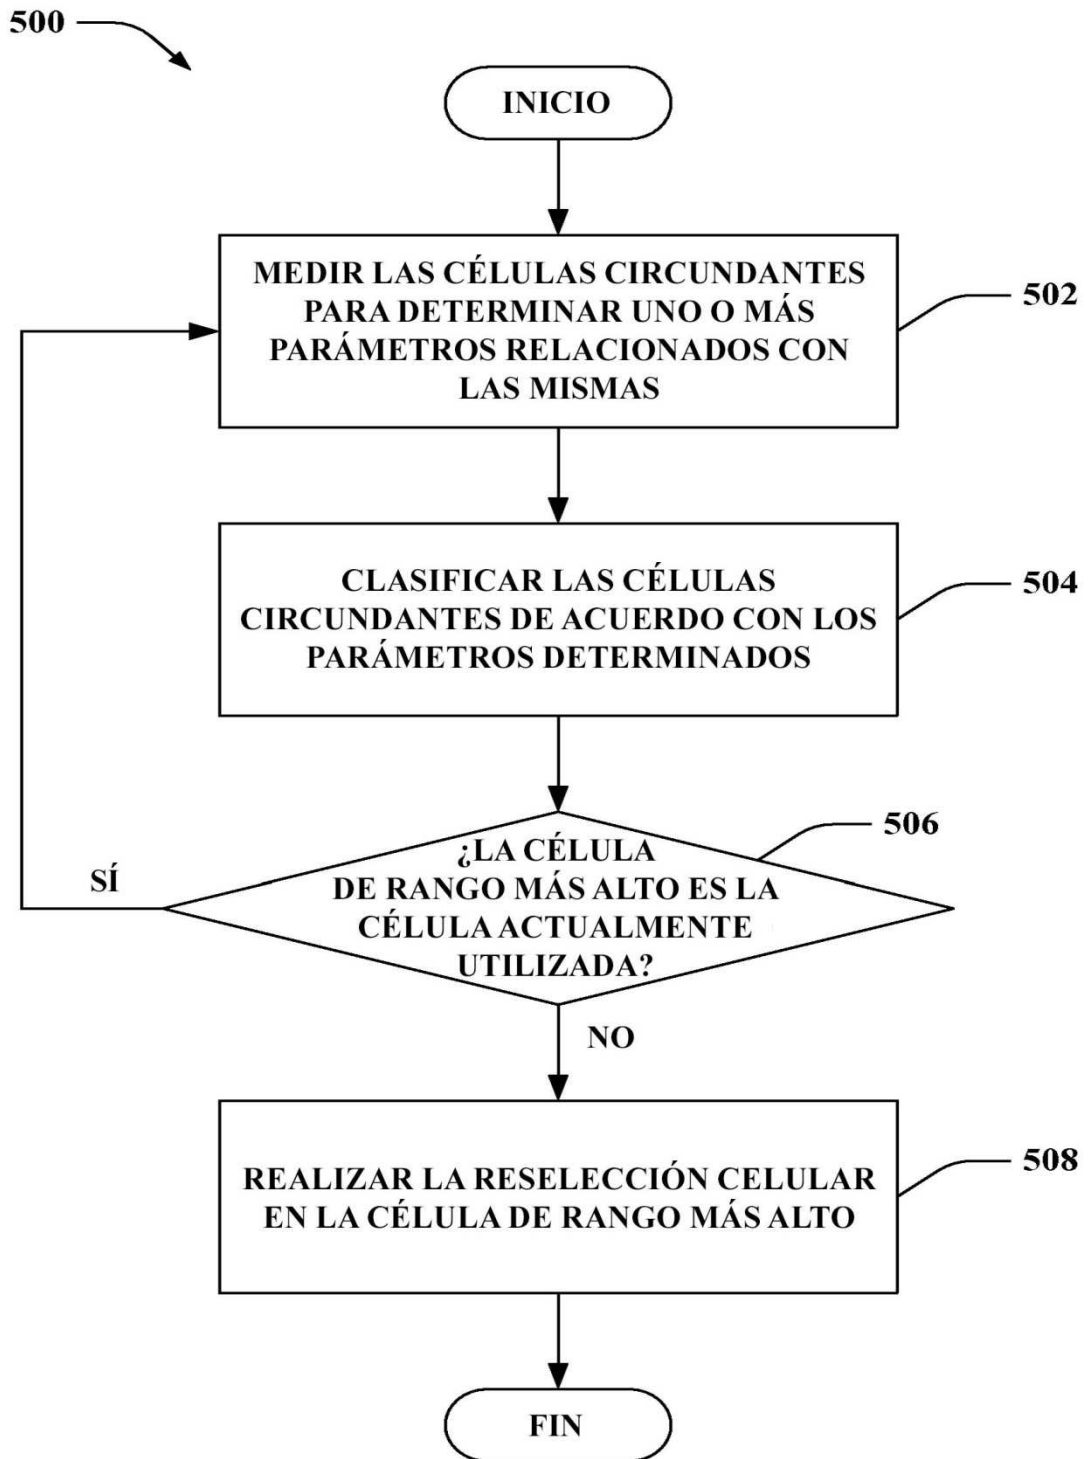 500
INICIO
MEDIR LAS CÉLULAS CIRCUNDANTES
PARA DETERMINAR UNO O MÁS
PARÁMETROS RELACIONADOS CON
LAS MISMAS
502
CLASIFICAR LAS CÉLULAS
CIRCUNDANTES DE ACUERDO CON LOS
PARÁMETROS DETERMINADOS
504
¿LA CÉLULA
DE RANGO MÁS ALTO ES LA
CÉLULA ACTUALMENTE
UTILIZADA?
506
SÍ
NO
REALIZAR LA RESELECCIÓN CELULAR
EN LA CÉLULA DE RANGO MÁS ALTO
508
FIN